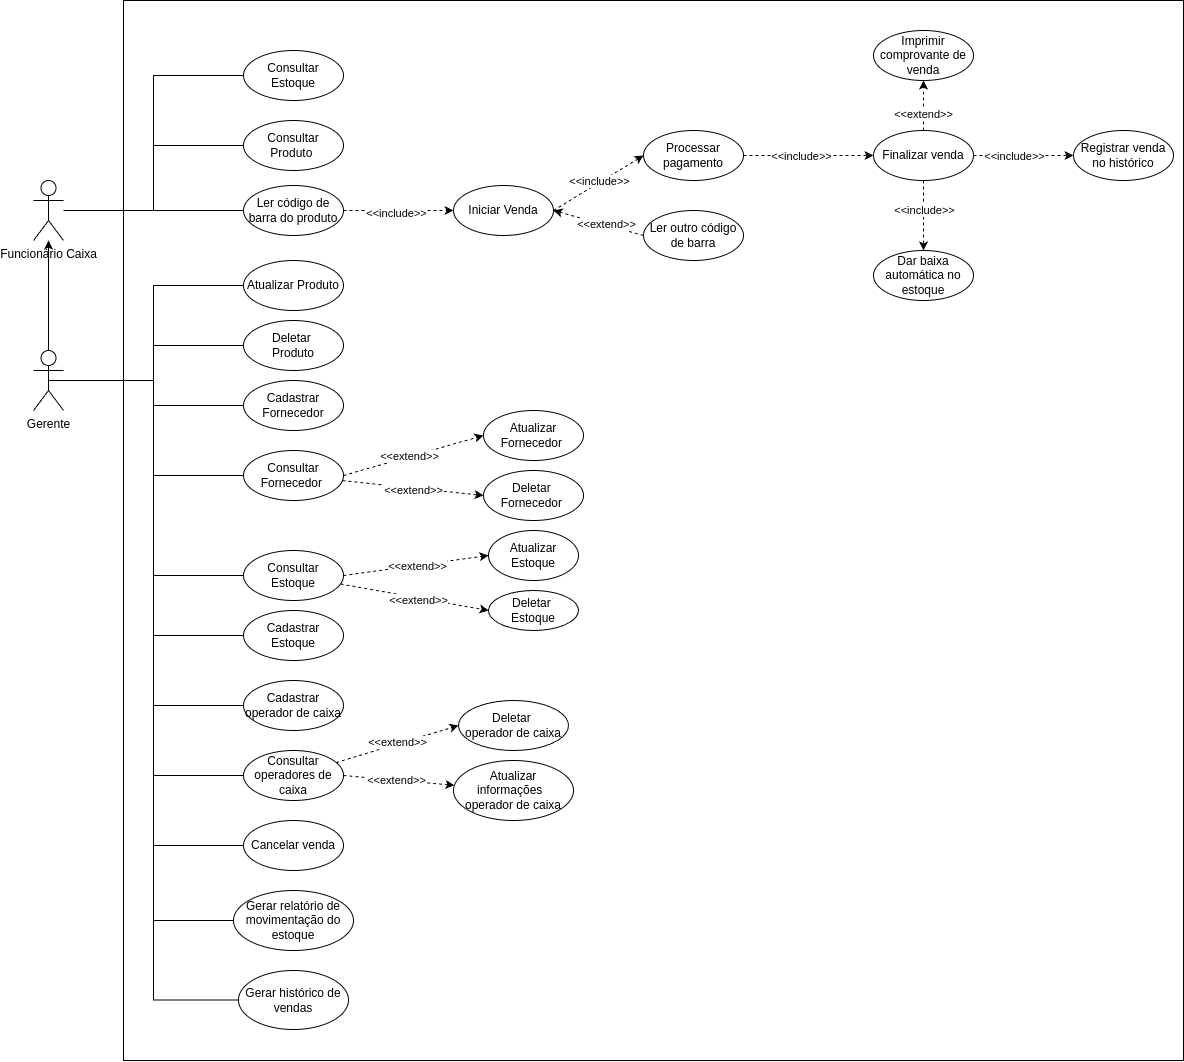 Consultar
Estoque
Consultar
Produto
Ler código de
barra do produto
<<include>>
Iniciar Venda
<<include>>
Processar
pagamento
<<include>>
<<extend>>
Ler outro código
de barra
Imprimir
comprovante de
venda
<<extend>>
Finalizar venda
<<include>>
Registrar venda
no histórico
<<include>>
Dar baixa
automática no
estoque
Funcionário Caixa
Gerente
Atualizar Produto
Deletar
Produto
Cadastrar
Fornecedor
Consultar
Fornecedor
<<extend>>
Atualizar
Fornecedor
<<extend>>
Deletar
Fornecedor
Consultar
Estoque
<<extend>>
Atualizar
Estoque
<<extend>>
Deletar
Estoque
Cadastrar
Estoque
Cadastrar
operador de caixa
Consultar
operadores de
caixa
<<extend>>
Deletar
operador de caixa
<<extend>>
Atualizar
informações
operador de caixa
Cancelar venda
Gerar relatório de
movimentação do
estoque
Gerar histórico de
vendas